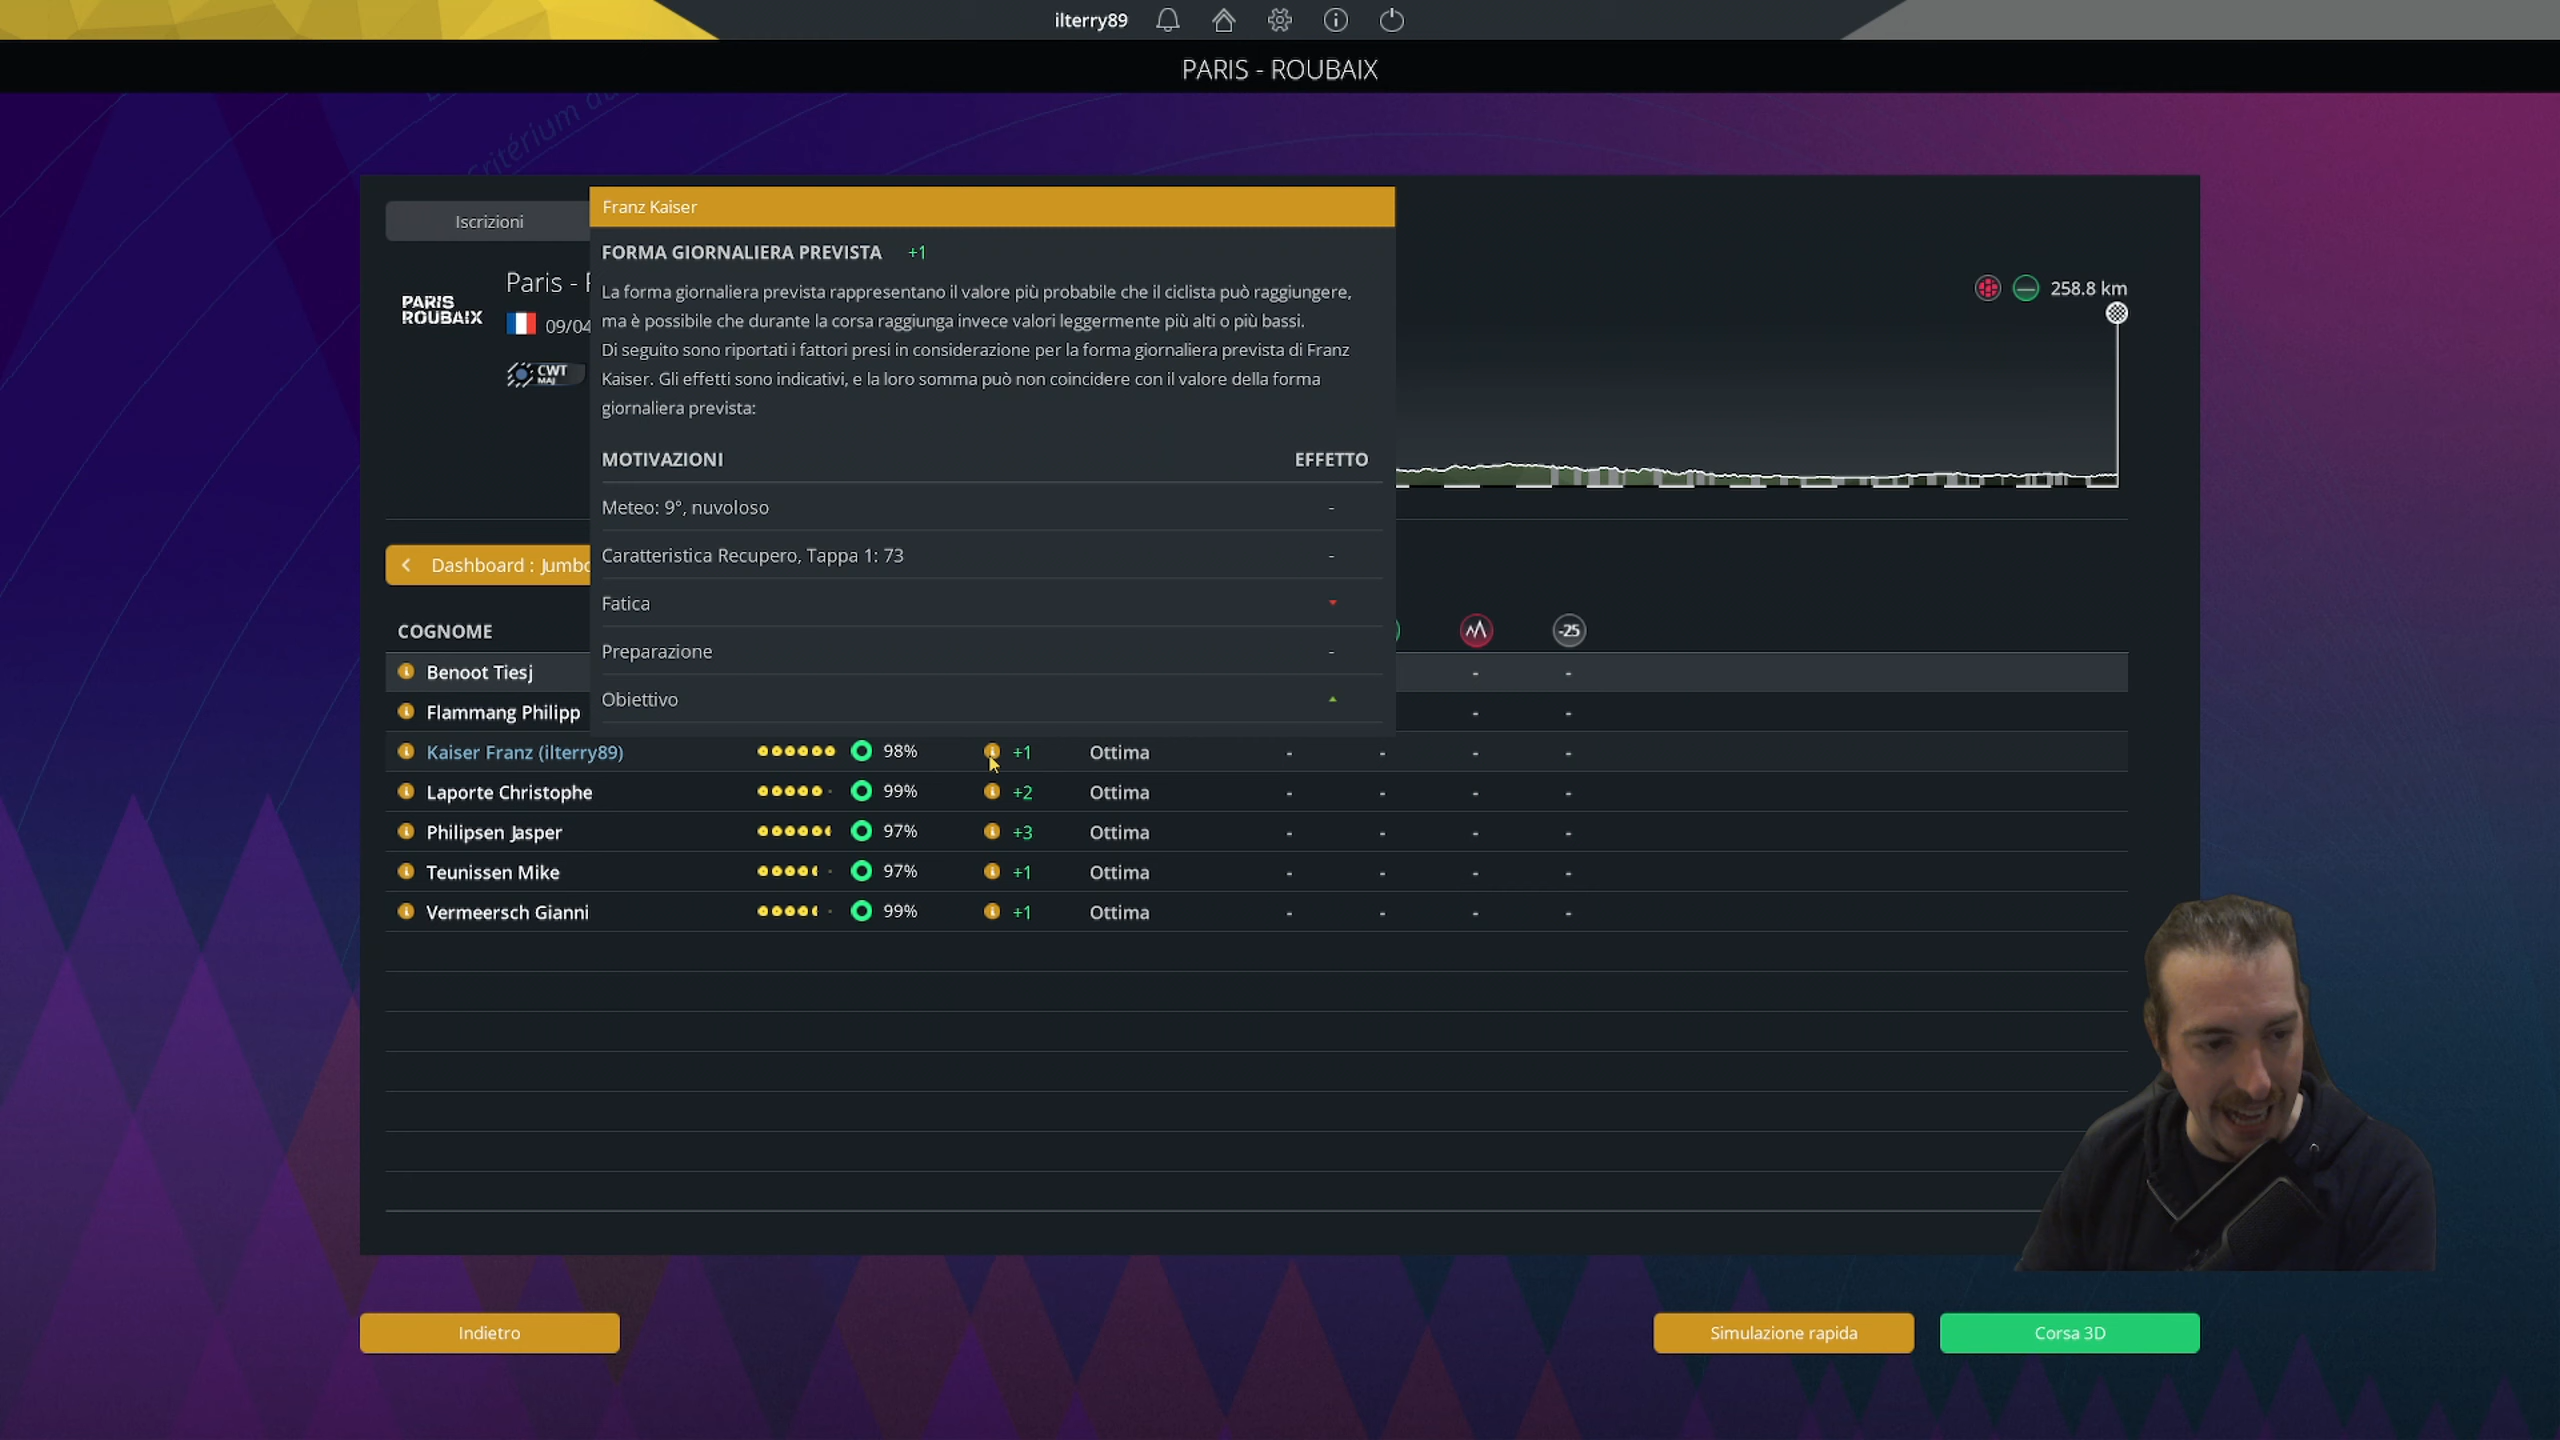 ilterry89
PARIS - ROUBAIX
Critérium du
Iscrizioni
Franz Kaiser
FORMA GIORNALIERA PREVISTA +1
La forma giornaliera prevista rappresentano il valore più probabile che il ciclista può raggiungere,
ma è possibile che durante la corsa raggiunga invece valori leggermente più alti o più bassi.
Di seguito sono riportati i fattori presi in considerazione per la forma giornaliera prevista di Franz
Kaiser. Gli effetti sono indicativi, e la loro somma può non coincidere con il valore della forma
giornaliera prevista:
PARIS
ROUBAIX
Paris -
09/04
CWT
MAJ
258.8 km
MOTIVAZIONI EFFETTO
Meteo: 9°, nuvoloso -
Caratteristica Recupero, Tappa 1: 73 -
Fatica
Preparazione -
Obiettivo
Dashboard : Jumbo
COGNOME -25
Benoot Tiesj - -
Flammang Philipp - -
Kaiser Franz (ilterry89) 98% +1 Ottima - - - -
Laporte Christophe 99% +2 Ottima - - - -
Philipsen Jasper 97% +3 Ottima - - - -
Teunissen Mike 97% +1 Ottima - - - -
Vermeersch Gianni 99% +1 Ottima - - - -
Indietro
Simulazione rapida
Corsa 3D